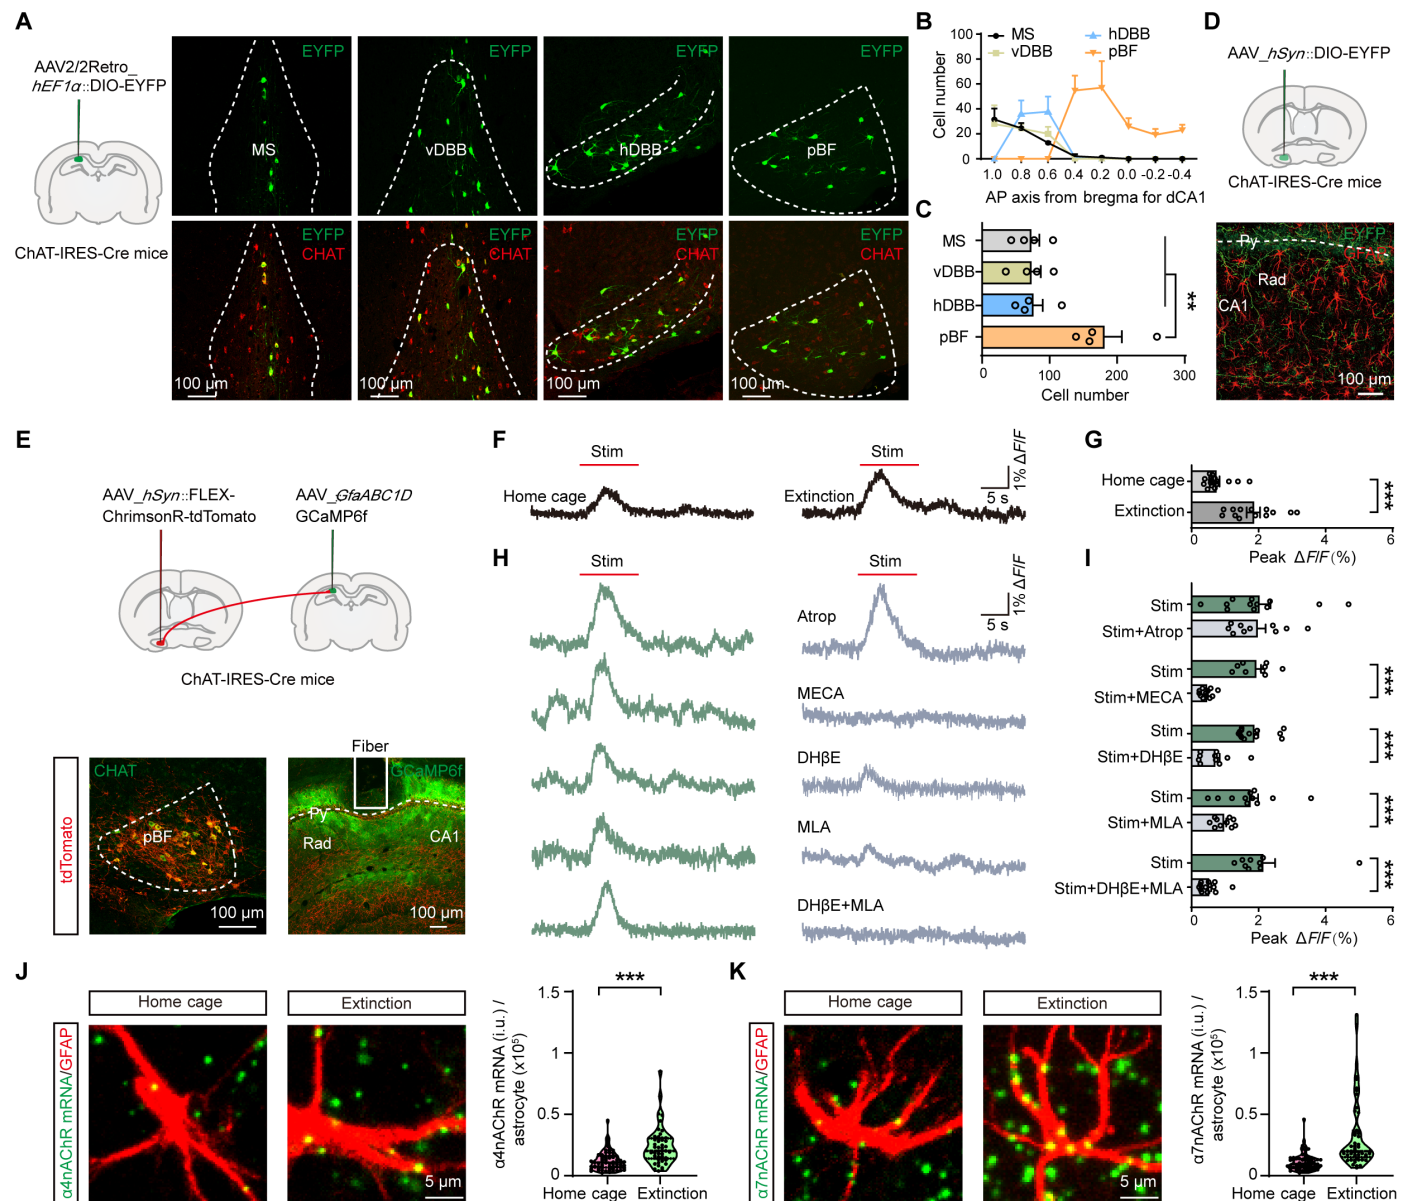 A
AAV2/2Retro_
hEF1α::DIO-EYFP
ChAT-IRES-Cre mice
EYFP
MS
EYFP
vDBB
EYFP
hDBB
EYFP
pBF
EYFP
CHAT
100 µm
EYFP
CHAT
100 µm
EYFP
CHAT
100 µm
EYFP
CHAT
100 µm
B
MS
vDBB
hDBB
pBF
Cell number
100
80
60
40
20
0
1.0
0.8
0.6
0.4
0.2
0.0
-0.2
-0.4
AP axis from bregma for dCA1
C
MS
vDBB
hDBB
pBF
**
0
100
200
300
Cell number
D
AAV_hSyn::DIO-EYFP
ChAT-IRES-Cre mice
EYFP
GFAP
Py
Rad
CA1
100 µm
E
AAV_hSyn::FLEX-
ChrimsonR-tdTomato
AAV_GfaABC1D
GCaMP6f
ChAT-IRES-Cre mice
tdTomato
CHAT
pBF
100 µm
Fiber
GCaMP6f
Py
Rad
CA1
100 µm
F
Stim
Home cage
Stim
Extinction
5 s
1% ΔF/F
G
Home cage
Extinction
***
0
2
4
6
Peak ΔF/F (%)
H
Stim
Stim
5 s
1% ΔF/F
Atrop
MECA
DHβE
MLA
DHβE+MLA
I
Stim
Stim+Atrop
Stim
Stim+MECA
***
Stim
Stim+DHβE
***
Stim
Stim+MLA
***
Stim
Stim+DHβE+MLA
***
0
2
4
6
Peak ΔF/F (%)
J
α4nAChR mRNA/GFAP
Home cage
Extinction
5 µm
α4nAChR mRNA (i.u.) /
astrocyte (x10⁵)
***
1.5
1
0.5
0
Home cage
Extinction
K
α7nAChR mRNA/GFAP
Home cage
Extinction
5 µm
α7nAChR mRNA (i.u.) /
astrocyte (x10⁵)
***
1.5
1
0.5
0
Home cage
Extinction